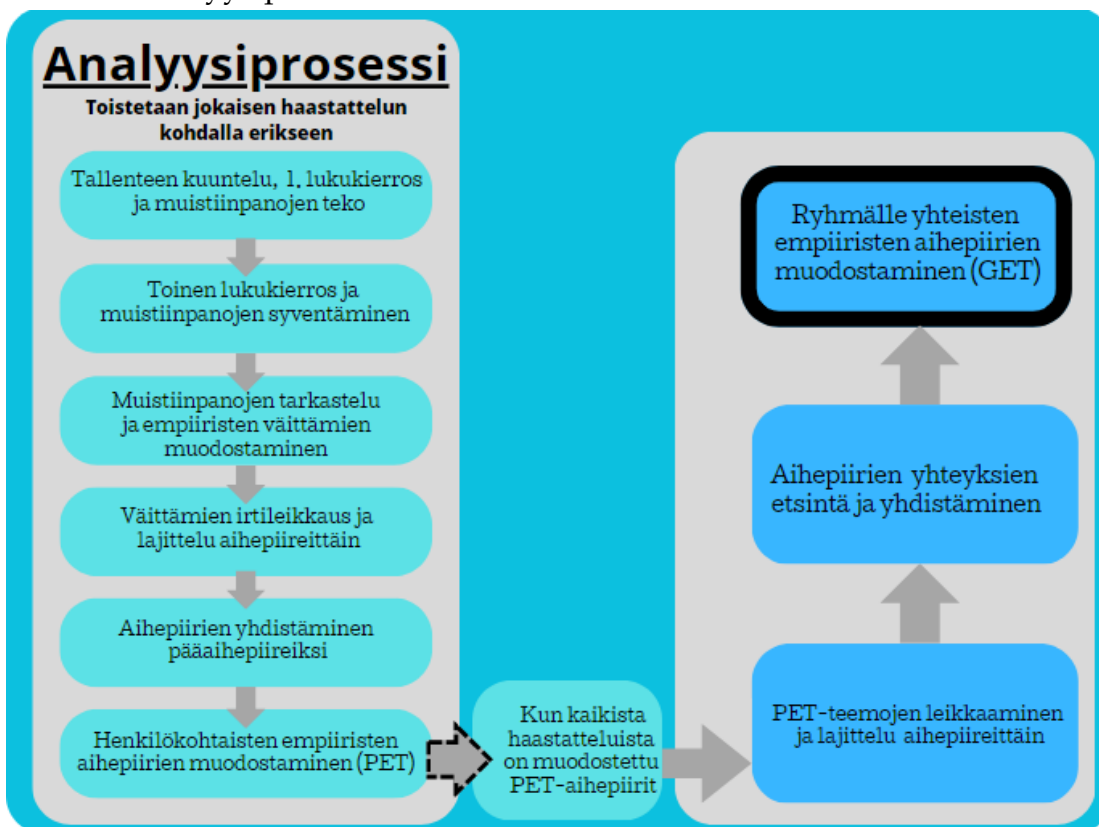 Analyysiprosessi
Toistetaan jokaisen haastattelun
kohdalla erikseen
Tallenteen kuuntelu, 1. lukukierros
ja muistiinpanojen teko
Toinen lukukierros ja
muistiinpanojen syventäminen
Muistiinpanojen tarkastelu
ja empiiristen väittämien
muodostaminen
Väittämien irtileikkaus ja
lajittelu aihepiireittäin
Aihepiirien yhdistäminen
pääaihepiireiksi
Henkilökohtaisten empiiristen
aihepiirien muodostaminen (PET)
Kun kaikista
haastatteluista
on muodostettu
PET-aihepiirit
PET-teemojen leikkaaminen
ja lajittelu aihepiireittäin
Aihepiirien yhteyksien
etsintä ja yhdistäminen
Ryhmälle yhteisten
empiiristen aihepiirien
muodostaminen (GET)